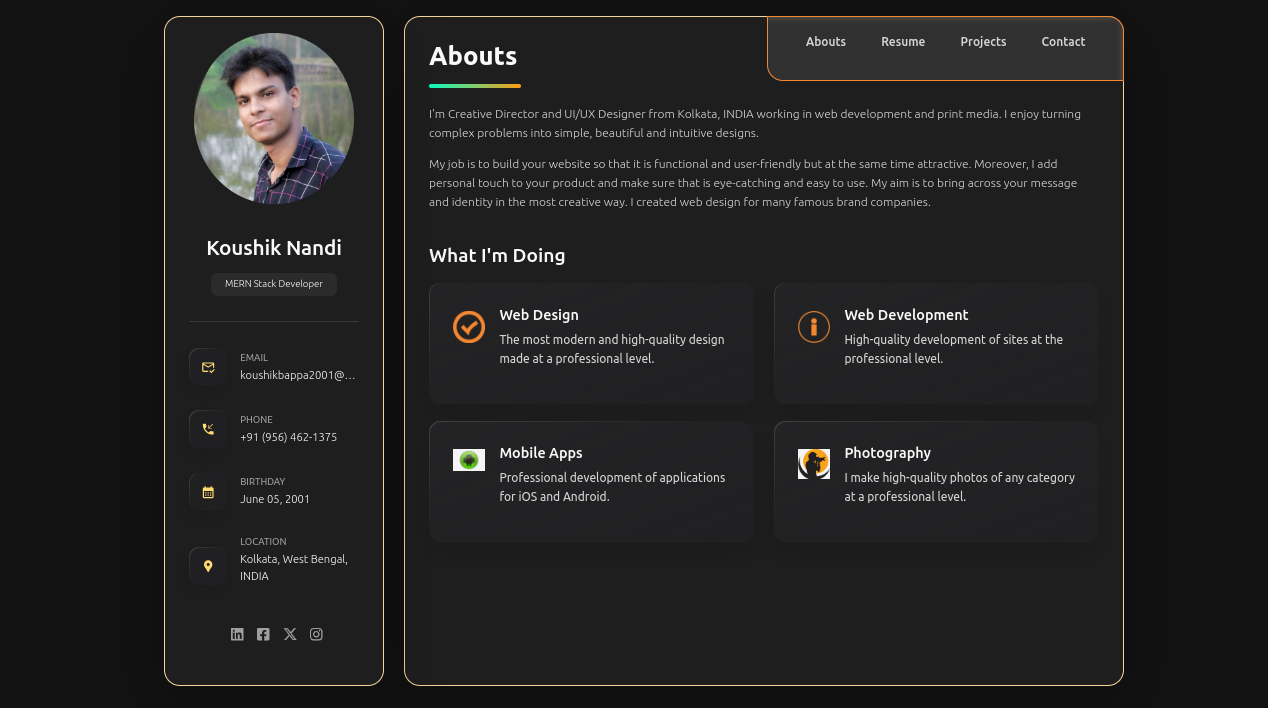 Koushik Nandi
MERN Stack Developer
EMAIL
koushikbappa2001@...
PHONE
+91 (956) 462-1375
BIRTHDAY
June 05, 2001
LOCATION
Kolkata, West Bengal,
INDIA
Abouts
Resume
Projects
Contact
Abouts
I'm Creative Director and UI/UX Designer from Kolkata, INDIA working in web development and print media. I enjoy turning
complex problems into simple, beautiful and intuitive designs.
My job is to build your website so that it is functional and user-friendly but at the same time attractive. Moreover, I add
personal touch to your product and make sure that is eye-catching and easy to use. My aim is to bring across your message
and identity in the most creative way. I created web design for many famous brand companies.
What I'm Doing
Web Design
The most modern and high-quality design
made at a professional level.
Web Development
High-quality development of sites at the
professional level.
Mobile Apps
Professional development of applications
for iOS and Android.
Photography
I make high-quality photos of any category
at a professional level.